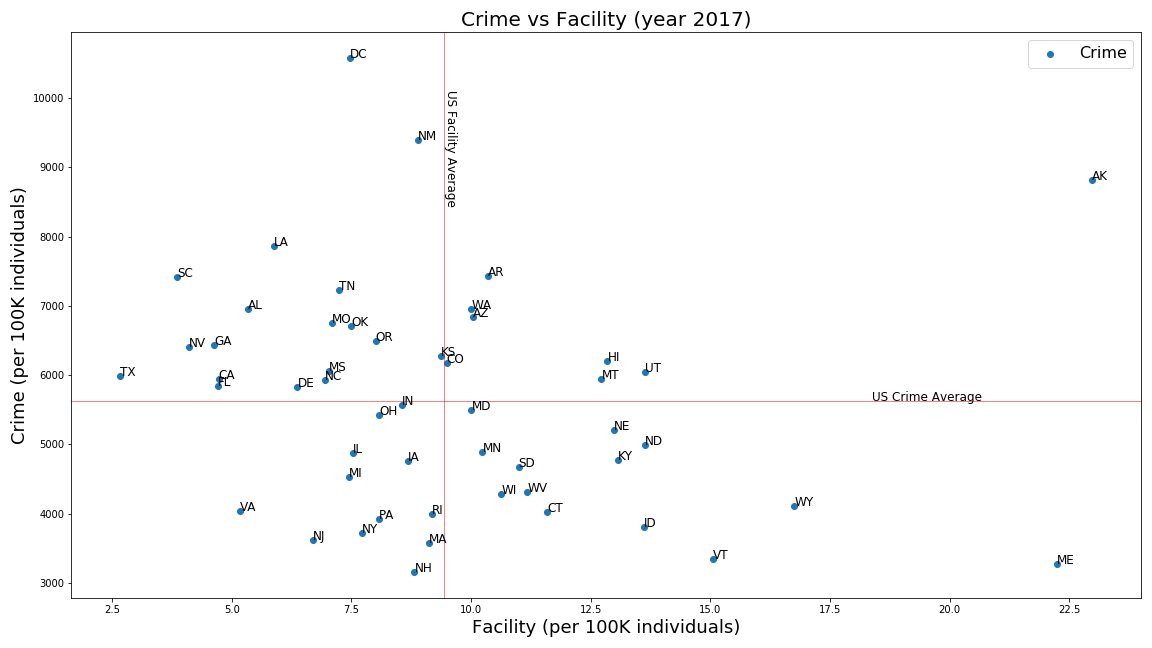 Crime vs Facility (year 2017)
Crime
DC
10000
US Facility Average
NM
9000
AK
8000
LA
SC
AR
TN
7000
AL
WA
AZ
MO
OK
OR
NV
GA
KS
CO
HI
UT
6000
TX
CA
FL
MS
NC
DE
MT
US Crime Average
IN
OH
MD
NE
5000
IL
IA
MN
ND
KY
SD
MI
WI
WV
WY
4000
VA
PA
RI
CT
ID
NJ
NY
MA
VT
ME
NH
3000
2.5
5.0
7.5
10.0
12.5
15.0
17.5
20.0
22.5
Facility (per 100K individuals)
Crime (per 100K individuals)